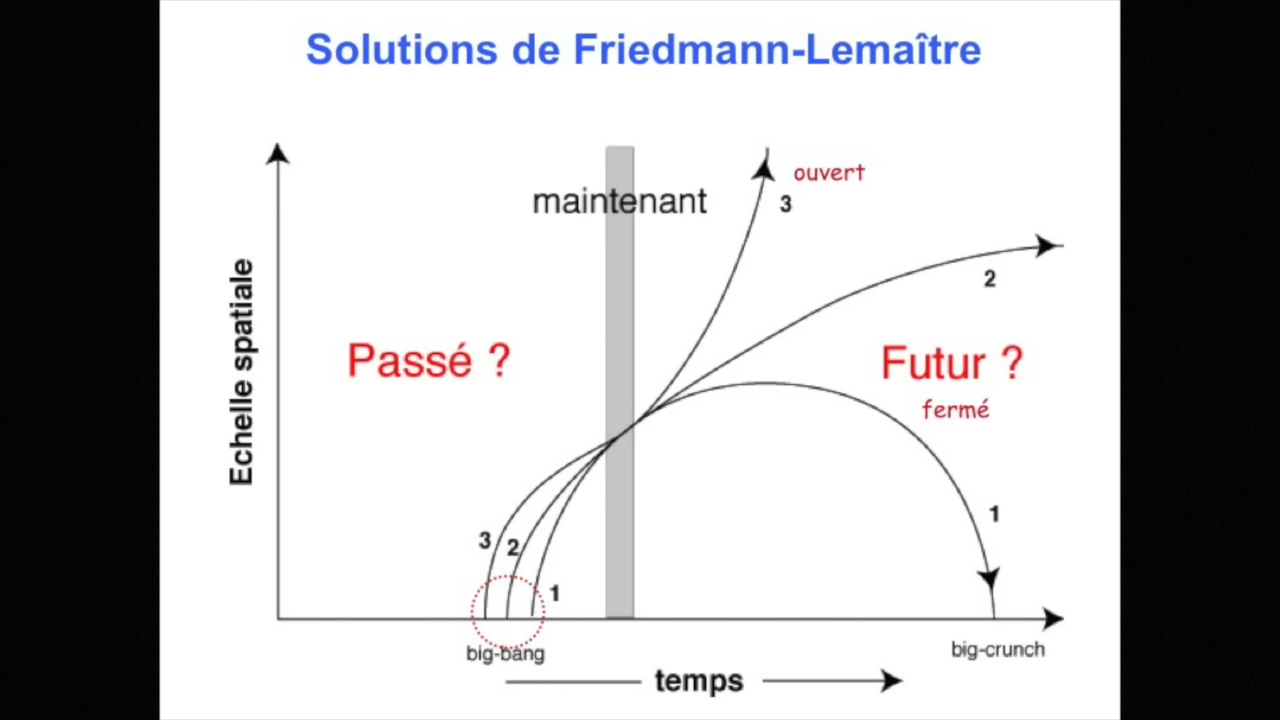 Solutions de Friedmann-Lemaître
ouvert
maintenant
3
2
Echelle spatiale
Passé ?
Futur ?
fermé
3
2
1
1
big-bang
big-crunch
temps